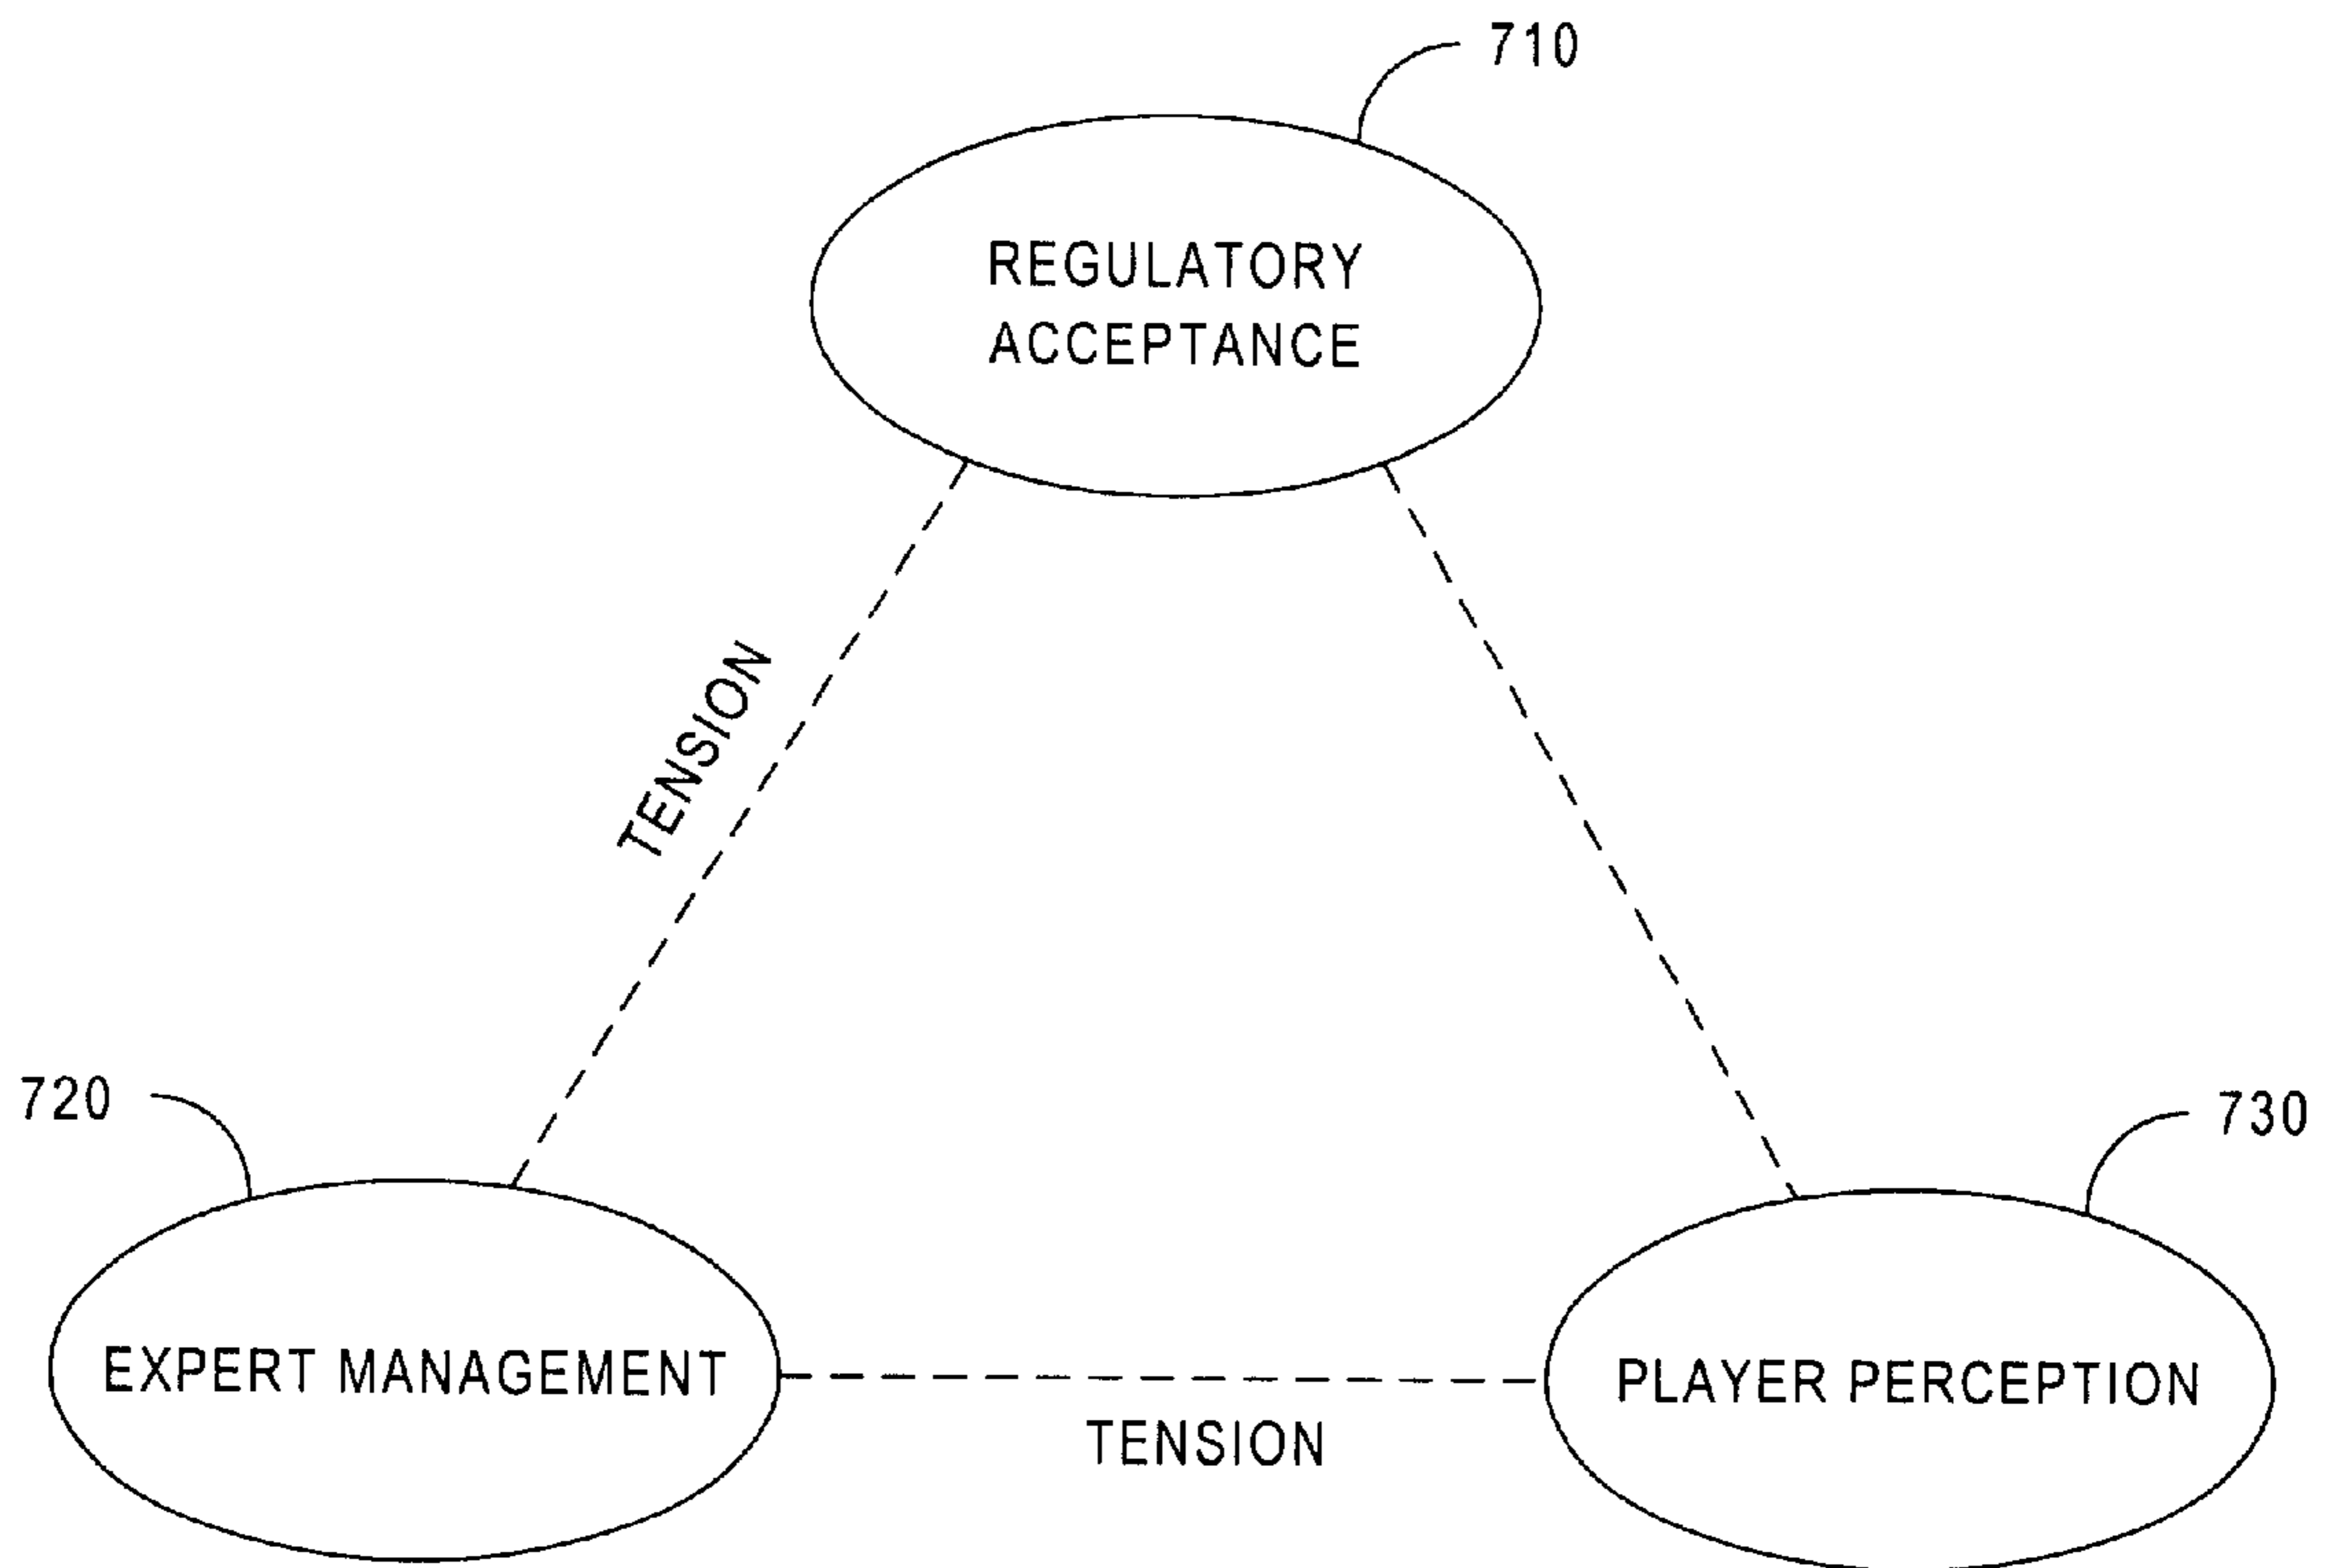 710
REGULATORY
ACCEPTANCE
TENSION
720
730
EXPERT MANAGEMENT
PLAYER PERCEPTION
TENSION